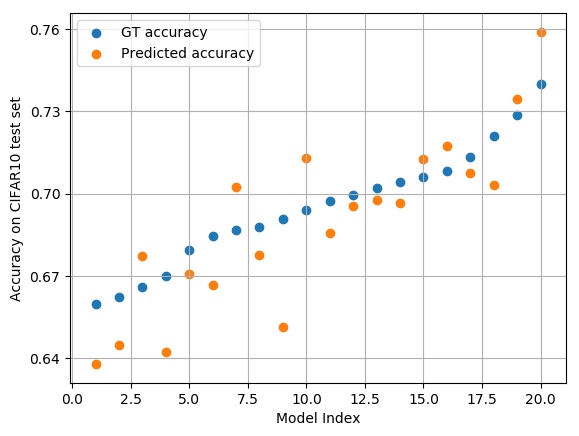 GT accuracy
Predicted accuracy
0.76
0.73
0.70
0.67
0.64
Accuracy on CIFAR10 test set
0.0 2.5 5.0 7.5 10.0 12.5 15.0 17.5 20.0
Model Index